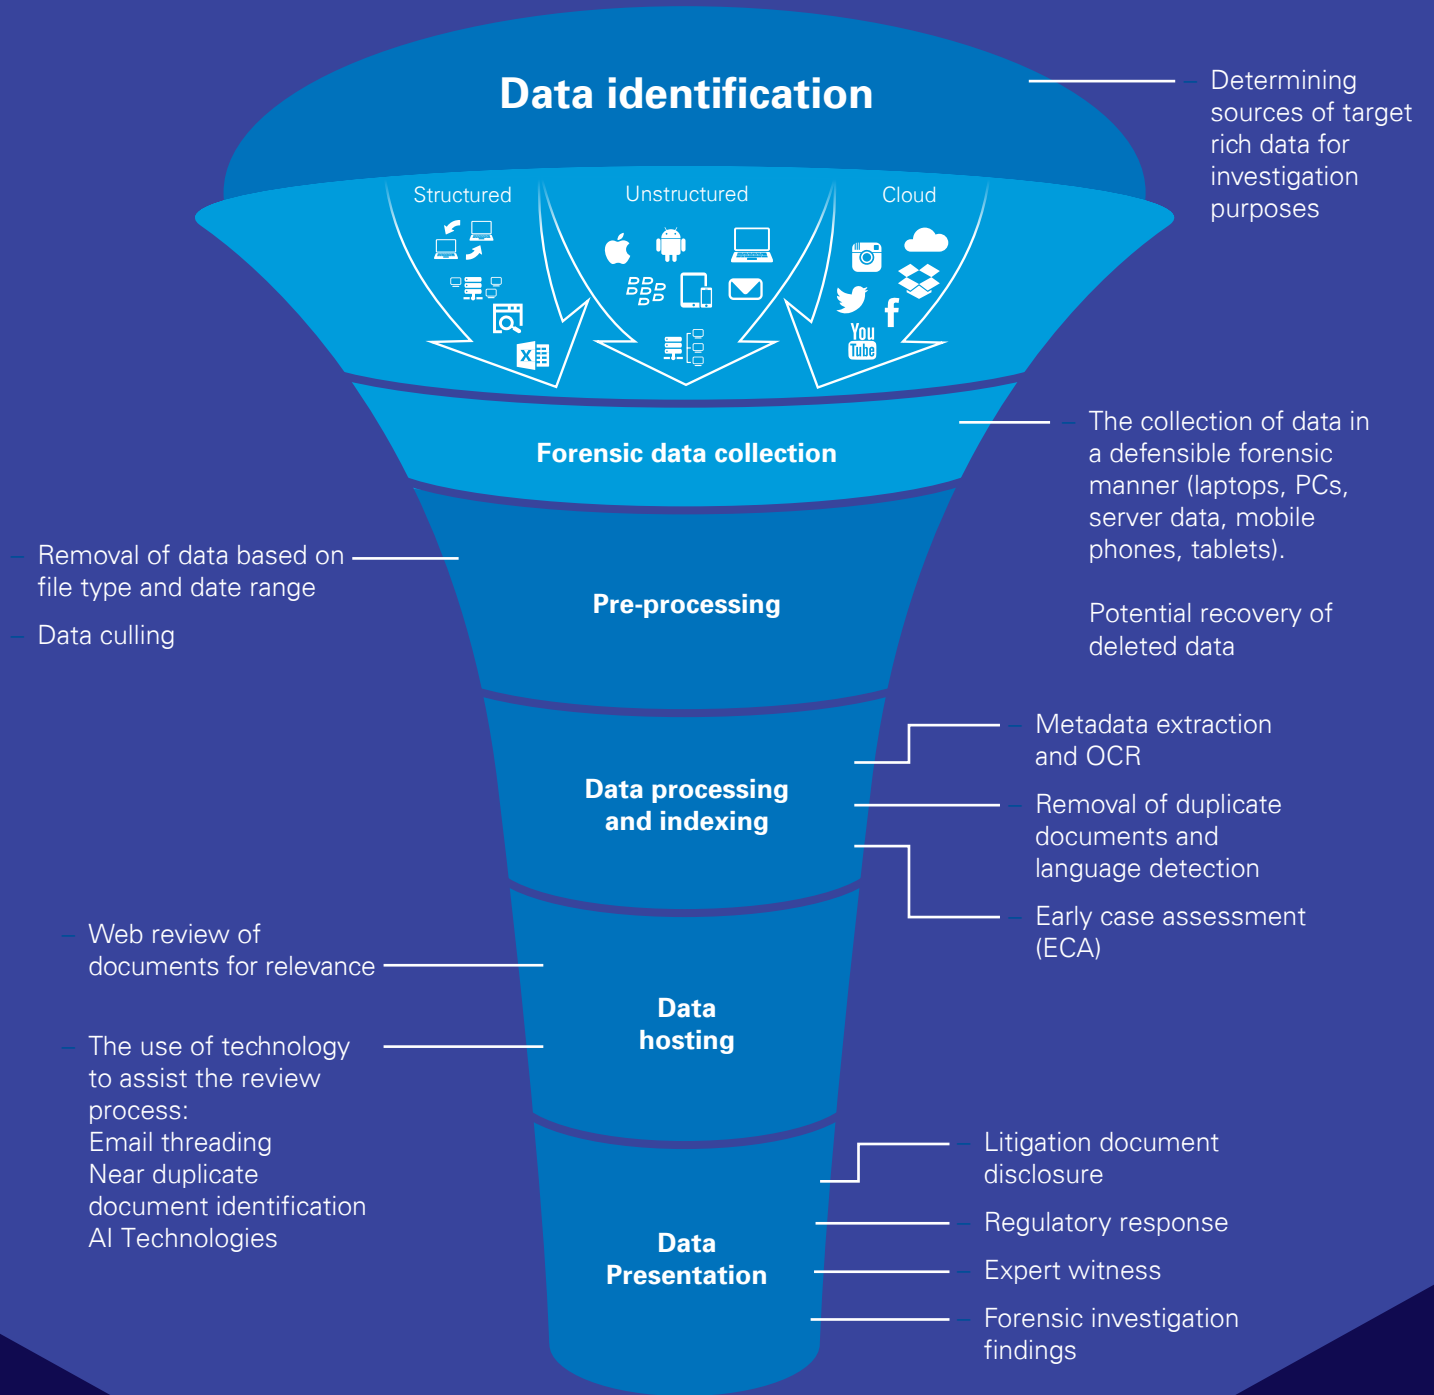 Data identification
– Determining
sources of target
rich data for
investigation
purposes
Structured
Unstructured
Cloud
X
You
Tube
f
Forensic data collection
– The collection of data in
a defensible forensic
manner (laptops, PCs,
server data, mobile
phones, tablets).
Potential recovery of
deleted data
– Removal of data based on
file type and date range
– Data culling
Pre-processing
Data processing
and indexing
– Metadata extraction
and OCR
– Removal of duplicate
documents and
language detection
– Early case assessment
(ECA)
– Web review of
documents for relevance
– The use of technology
to assist the review
process:
Email threading
Near duplicate
document identification
AI Technologies
Data
hosting
Data
Presentation
– Litigation document
disclosure
– Regulatory response
– Expert witness
– Forensic investigation
findings